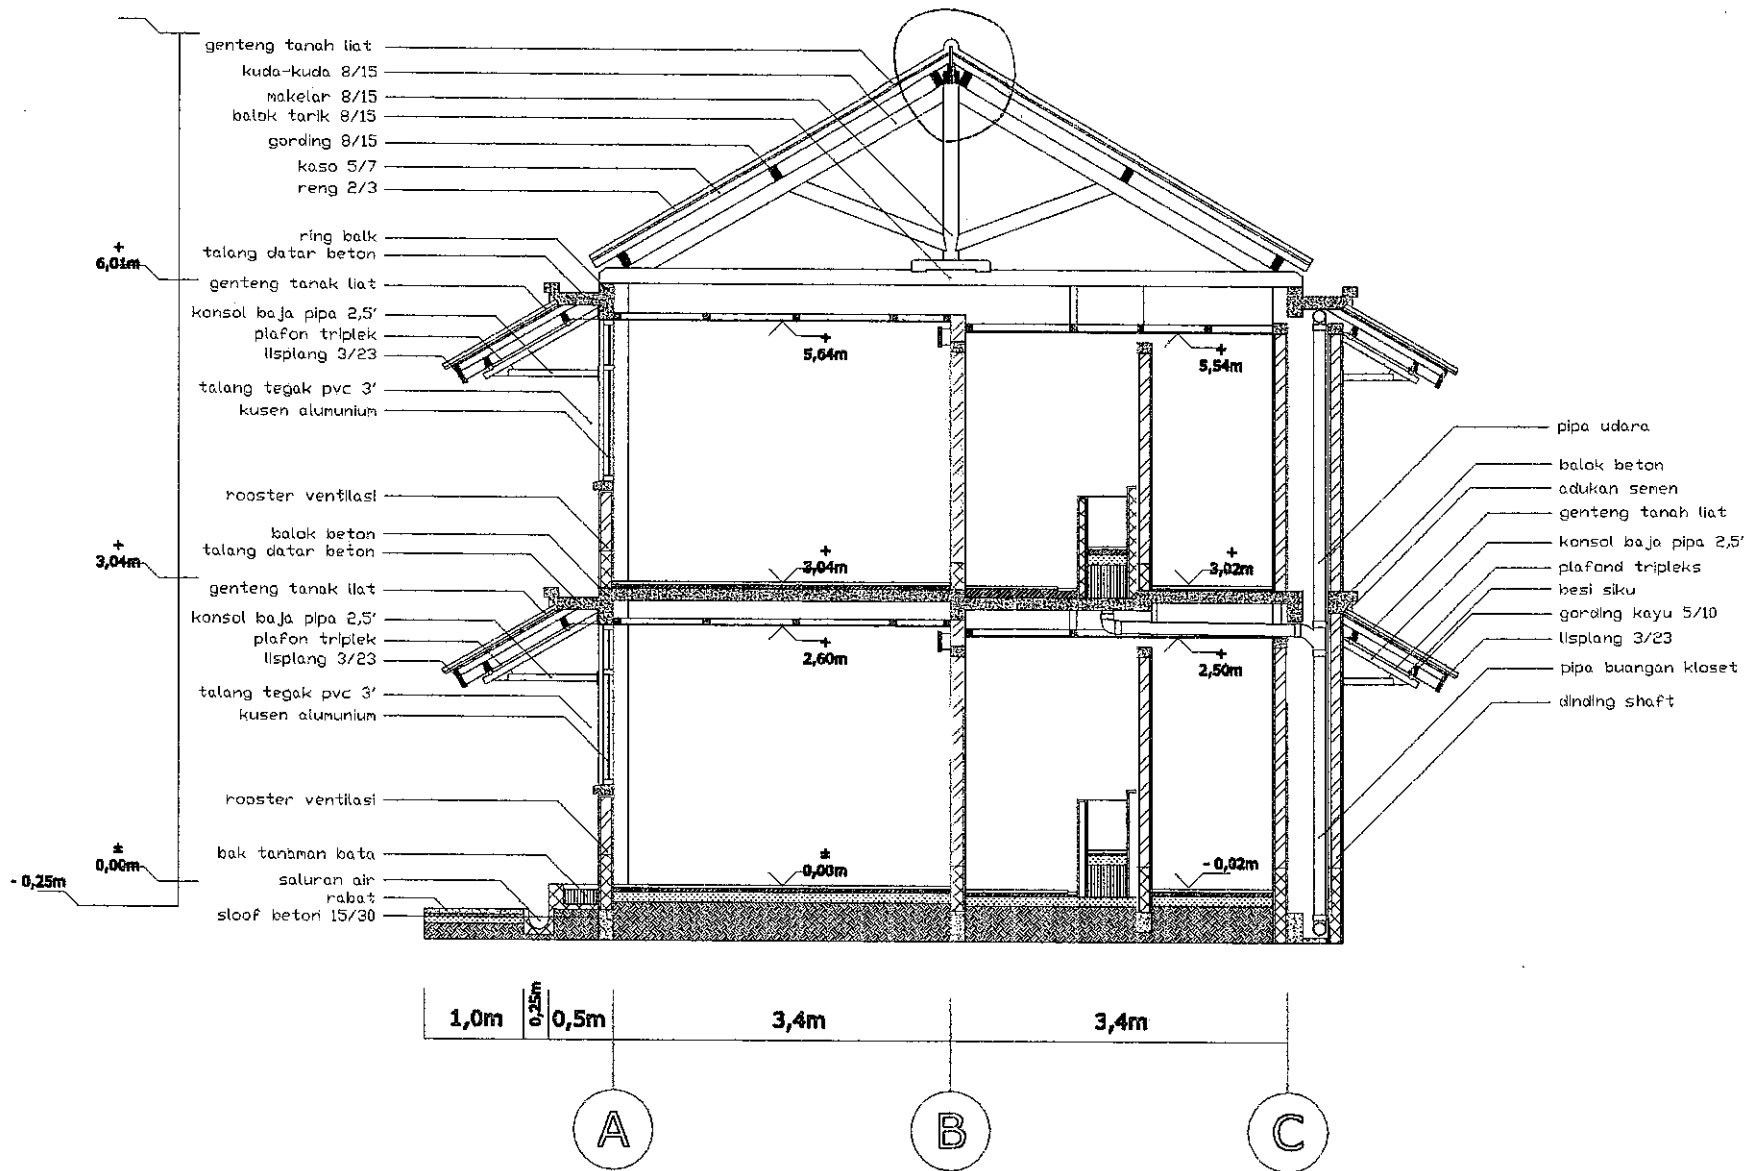 genteng tanah liat
kuda-kuda 8/15
makelar 8/15
balok tarik 8/15
gording 8/15
kaso 5/7
reng 2/3
ring balk
talang datar beton
+
6,01m
genteng tanak liat
konsol baja pipa 2,5'
plafon triplek
lisplang 3/23
+
5,64m
+
5,54m
talang tegak pvc 3'
kusen alumunium
pipa udara
balok beton
adukan semen
genteng tanah liat
konsol baja pipa 2,5'
plafond tripleks
besi siku
gording kayu 5/10
lisplang 3/23
pipa buangan kloset
dinding shaft
rooster ventilasi
balok beton
talang datar beton
+
3,04m
+
3,04m
+
3,02m
genteng tanak liat
konsol baja pipa 2,5'
plafon triplek
lisplang 3/23
+
2,60m
+
2,50m
talang tegak pvc 3'
kusen alumunium
rooster ventilasi
bak tanaman bata
saluran air
rabat
sloof beton 15/30
±
0,00m
- 0,25m
±
0,00m
- 0,02m
1,0m
0,25m
0,5m
3,4m
3,4m
A
B
C